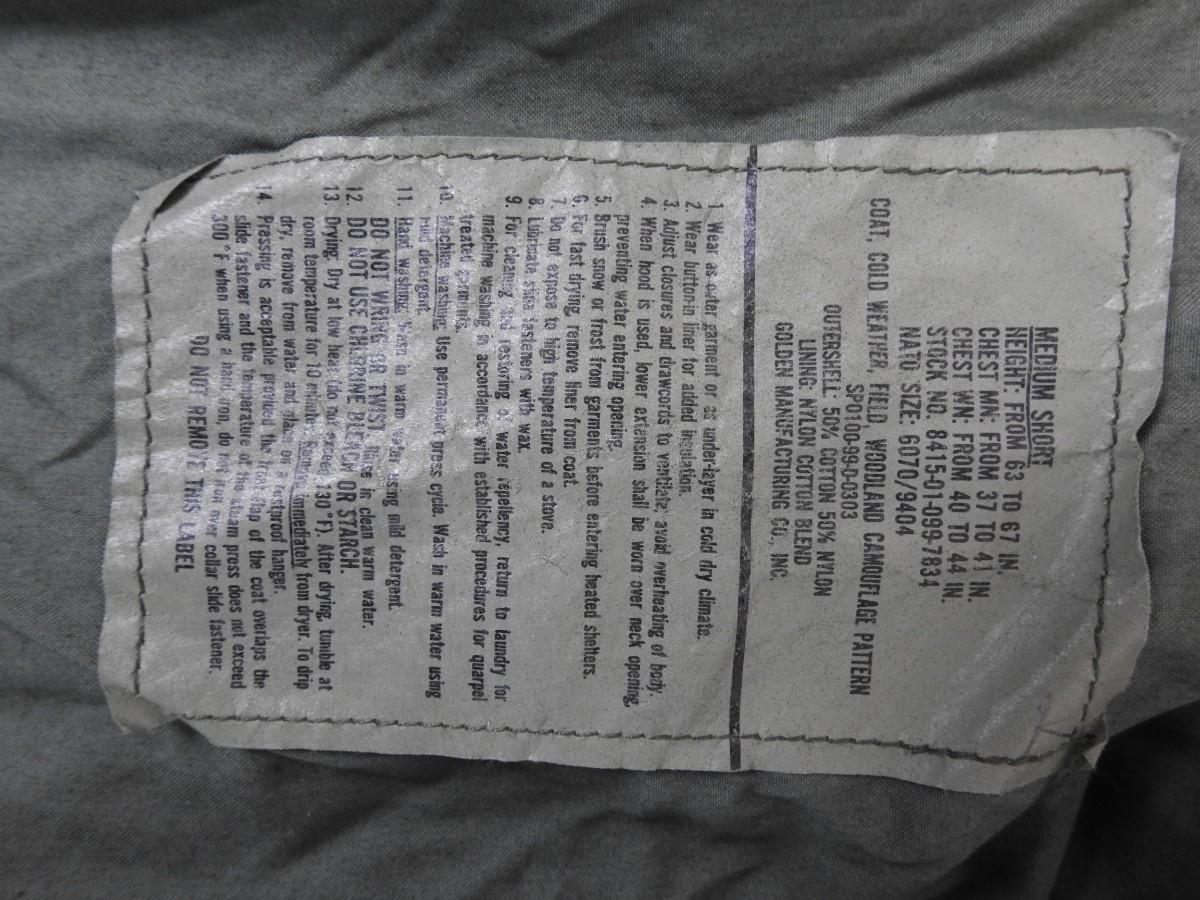 MEDIUM SHORT
HEIGHT: FROM 63 TO 67 IN.
CHEST MN: FROM 37 TO 41 IN.
CHEST WN: FROM 40 TO 44 IN.
STOCK NO. 8415-01-099-7834
NATO SIZE: 6070/9404
COAT, COLD WEATHER, FIELD, WOODLAND CAMOUFLAGE PATTERN
SPO100-99-D-0303
OUTERSHELL: 50% COTTON 50% NYLON
LINING: NYLON COTTON BLEND
GOLDEN MANUFACTURING CO., INC.
1. Wear as outer garment or as under-layer in cold dry climate.
2. Wear button-in liner for added insulation.
3. Adjust closures and drawcords to ventilate; avoid overheating of body.
4. When hood is used, lower extension shall be worn over neck opening,
preventing water entering opening.
5. Brush snow or frost from garments before entering heated shelters.
6. For fast drying, remove liner from coat.
7. Do not expose to high temperature of a stove.
8. Lubricate slide fasteners with wax.
9. For cleaning and restoring of water repellency, return to laundry for
machine washing in accordance with established procedures for quarpel
treated garments.
10. Machine washing: Use permanent press cycle. Wash in warm water using
mild detergent.
11. Hand washing: Wash in warm water using mild detergent.
DO NOT WRING OR TWIST. Rinse in clean warm water.
12. DO NOT USE CHLORINE BLEACH OR STARCH.
13. Drying: Dry at low heat (do not exceed 130°F). After drying, tumble at
room temperature for 10 minutes. Remove immediately from dryer. To drip
dry, remove from water and place on a rustproof hanger.
14. Pressing is acceptable provided the front flap of the coat overlaps the
slide fastener and the temperature of the steam press does not exceed
300°F when using a hand iron, do not iron over collar slide fastener.
DO NOT REMOVE THIS LABEL